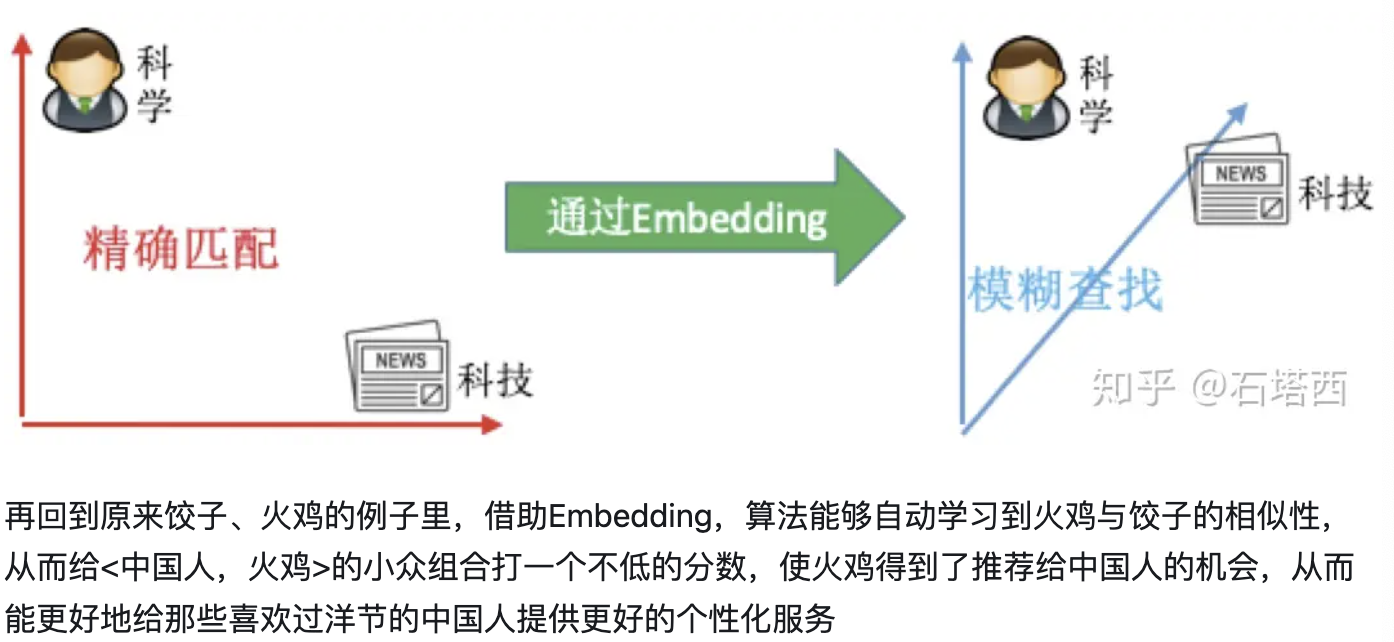 科
学
精确匹配
NEWS
科技
通过Embedding
科
学
NEWS
科技
模糊查找
知乎 @石塔西
再回到原来饺子、火鸡的例子里，借助Embedding，算法能够自动学习到火鸡与饺子的相似性，
从而给<中国人，火鸡>的小众组合打一个不低的分数，使火鸡得到了推荐给中国人的机会，从而
能更好地给那些喜欢过洋节的中国人提供更好的个性化服务